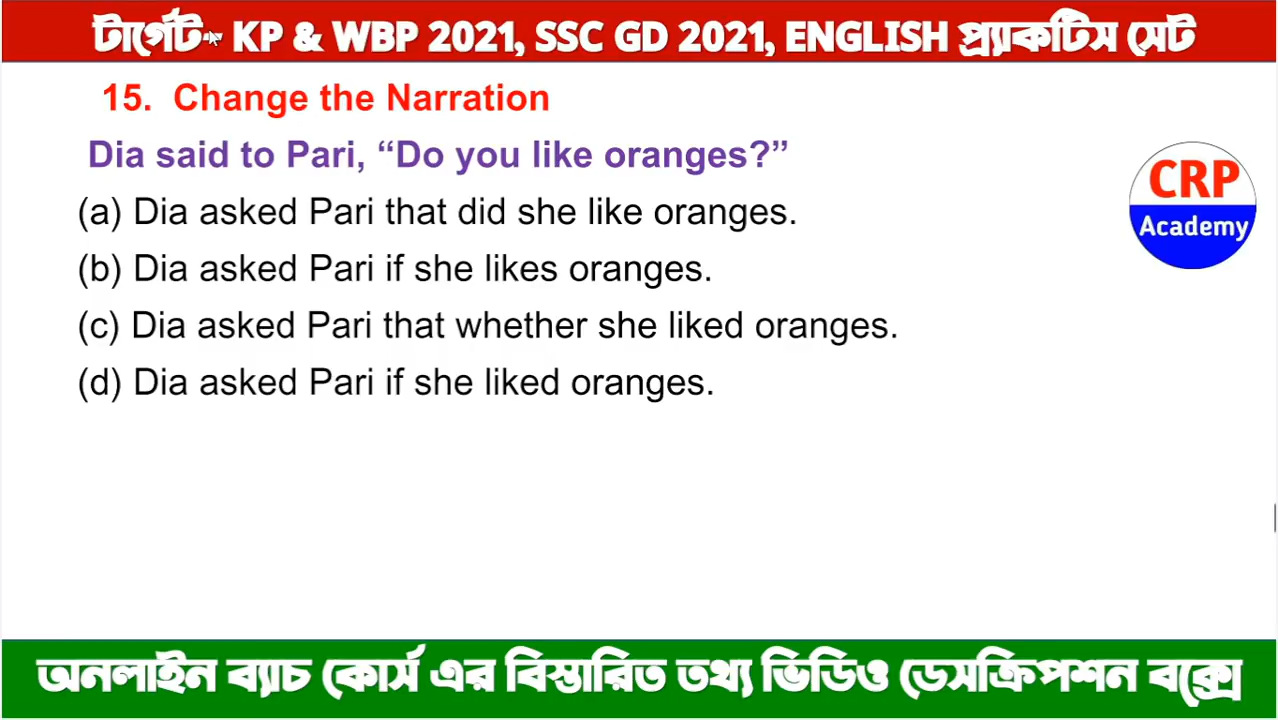 টার্গেট- KP & WBP 2021, SSC GD 2021, ENGLISH প্র্যাকটিস সেট
15. Change the Narration
Dia said to Pari, “Do you like oranges?”
(a) Dia asked Pari that did she like oranges.
(b) Dia asked Pari if she likes oranges.
(c) Dia asked Pari that whether she liked oranges.
(d) Dia asked Pari if she liked oranges.
CRP
Academy
অনলাইন ব্যাচ কোর্স এর বিস্তারিত তথ্য ভিডিও ডেসক্রিপশন বক্সে